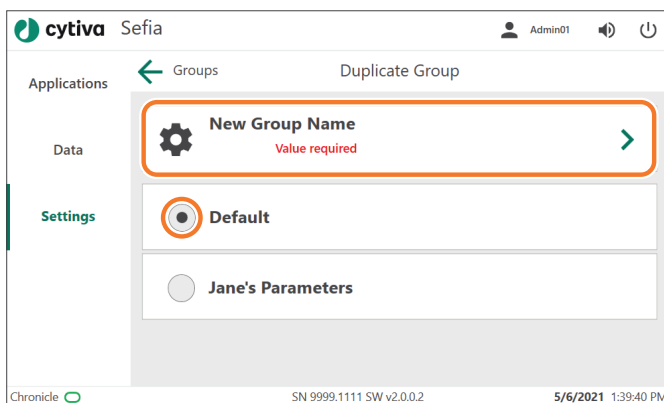 cytiva Sefia
Admin01
Applications
Data
Settings
Groups
Duplicate Group
New Group Name
Value required
Default
Jane's Parameters
Chronicle
SN 9999.1111 SW v2.0.0.2
5/6/2021 1:39:40 PM